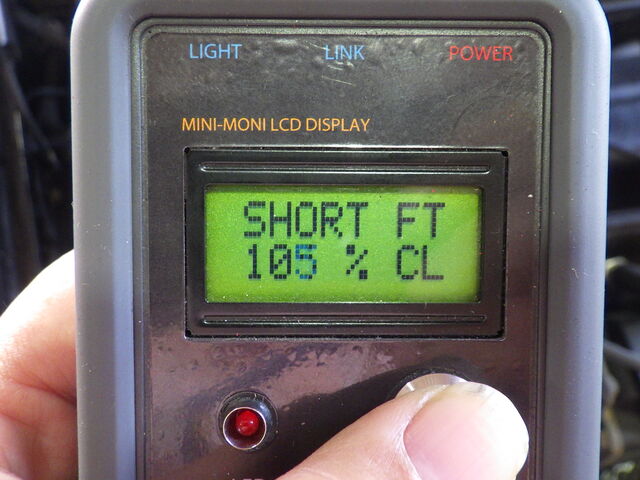 LIGHT LINK POWER
MINI-MONI LCD DISPLAY
SHORT FT
105 % CL